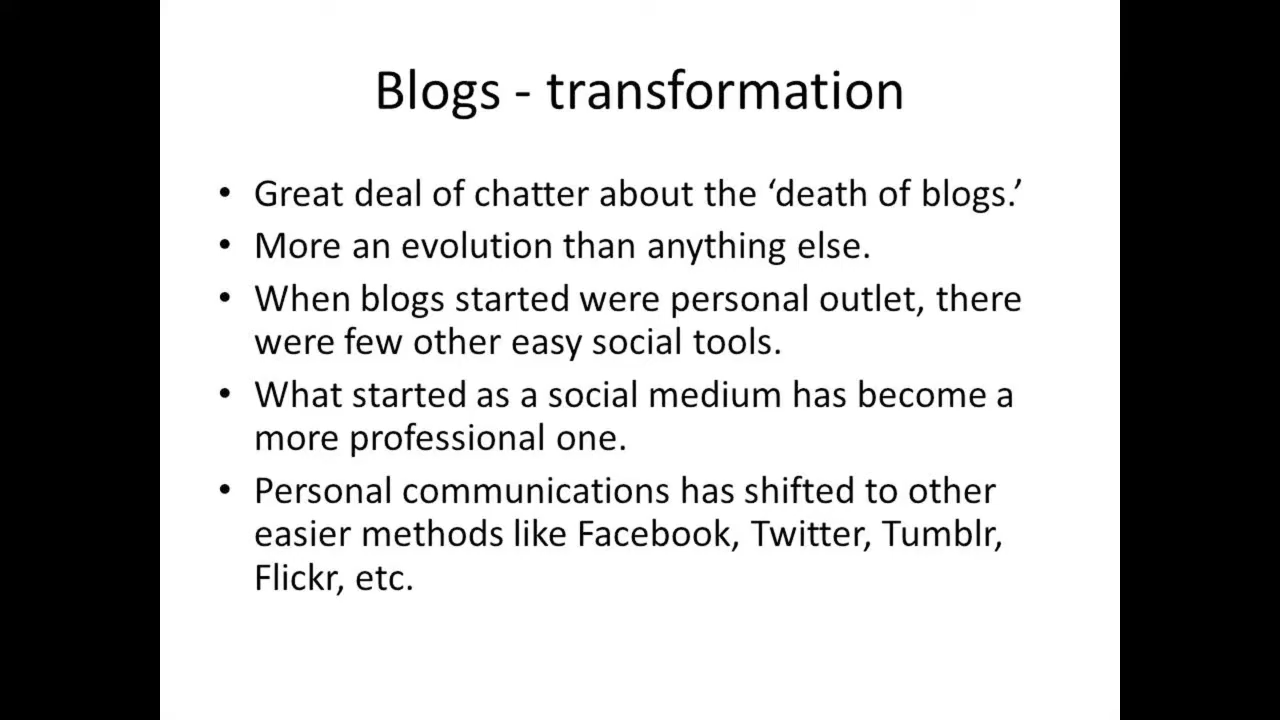 Blogs - transformation
• Great deal of chatter about the ‘death of blogs.’
• More an evolution than anything else.
• When blogs started were personal outlet, there
were few other easy social tools.
• What started as a social medium has become a
more professional one.
• Personal communications has shifted to other
easier methods like Facebook, Twitter, Tumblr,
Flickr, etc.